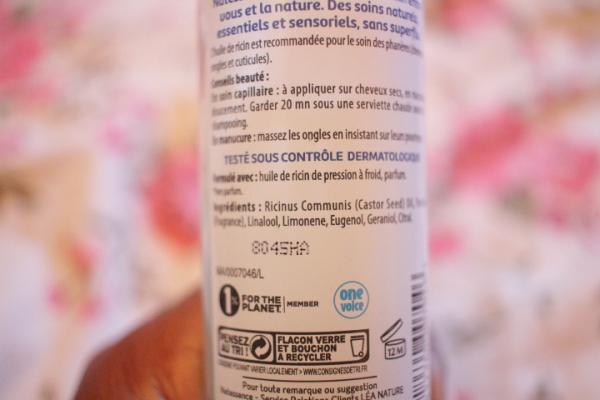 vous et la nature. Des soins naturels,
essentiels et sensoriels, sans
(l'huile de ricin est recommandée pour le soin des phanères
ongles et cuticules).
Conseils beauté :
En soin capillaire : à appliquer sur cheveux secs, en
doucement. Garder 20 mn sous une serviette chaude
shampooing.
En manucure : massez les ongles en insistant sur leur
TESTÉ SOUS CONTRÔLE DERMATOLOGIQUE
Formulé avec : huile de ricin de pression à froid, parfum.
Ingrédients : Ricinus Communis (Castor Seed) Oil,
(Fragrance), Linalool, Limonene, Eugenol, Geraniol, Citral.
8045HA
/0007046/L
1% FOR THE PLANET. MEMBER
one voice
PENSEZ AU TRI !
FLACON VERRE ET BOUCHON À RECYCLER
12 M
CONSIGNE POUVANT VARIER LOCALEMENT > WWW.CONSIGNESDETRI.FR
Pour toute remarque ou suggestion
Natessance - Service Relations Clients LÉA NATURE